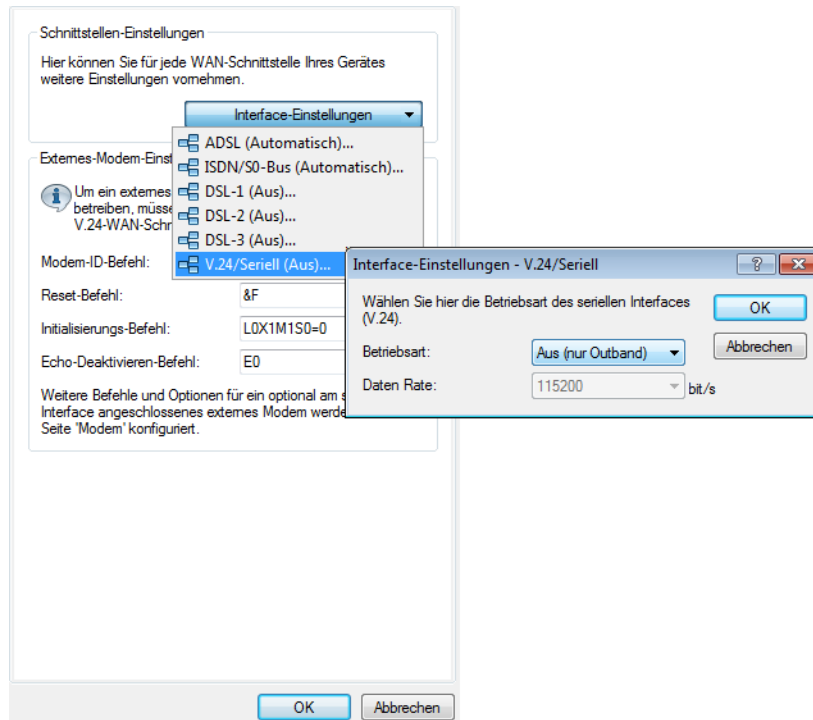 Schnittstellen-Einstellungen
Hier können Sie für jede WAN-Schnittstelle Ihres Gerätes
weitere Einstellungen vornehmen.
Interface-Einstellungen
ADSL (Automatisch)...
ISDN/S0-Bus (Automatisch)...
DSL-1 (Aus)...
DSL-2 (Aus)...
DSL-3 (Aus)...
V.24/Seriell (Aus)...
Externes-Modem-Einst
Um ein externes
betreiben, müsse
V.24-WAN-Schn
Modem-ID-Befehl:
Reset-Befehl: &F
Initialisierungs-Befehl: L0X1M1S0=0
Echo-Deaktivieren-Befehl: E0
Weitere Befehle und Optionen für ein optional am s
Interface angeschlossenes externes Modem werde
Seite 'Modem' konfiguriert.
OK Abbrechen
Interface-Einstellungen - V.24/Seriell
Wählen Sie hier die Betriebsart des seriellen Interfaces
(V.24).
Betriebsart: Aus (nur Outband)
Daten Rate: 115200 bit/s
OK
Abbrechen